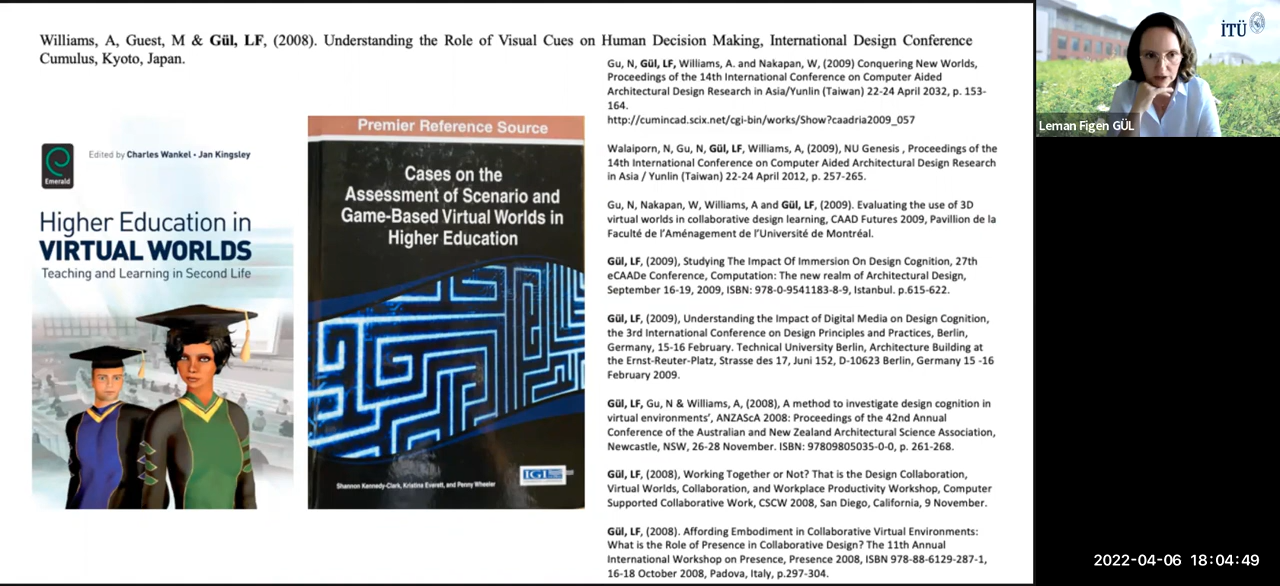 Williams, A, Guest, M & Gül, LF, (2008). Understanding the Role of Visual Cues on Human Decision Making, International Design Conference
Cumulus, Kyoto, Japan.
Emerald
Edited by Charles Wankel • Jan Kingsley
Higher Education in
VIRTUAL WORLDS
Teaching and Learning in Second Life
Premier Reference Source
Cases on the
Assessment of Scenario and
Game-Based Virtual Worlds in
Higher Education
Shannon Kennedy-Clark, Kristina Everett, and Penny Wheeler
IGI
Gu, N, Gül, LF, Williams, A. and Nakapan, W, (2009) Conquering New Worlds,
Proceedings of the 14th International Conference on Computer Aided
Architectural Design Research in Asia/Yunlin (Taiwan) 22-24 April 2032, p. 153-
164.
http://cumincad.scix.net/cgi-bin/works/Show?caadria2009_057
Walaiporn, N, Gu, N, Gül, LF, Williams, A, (2009), NU Genesis , Proceedings of the
14th International Conference on Computer Aided Architectural Design Research
in Asia / Yunlin (Taiwan) 22-24 April 2012, p. 257-265.
Gu, N, Nakapan, W, Williams, A and Gül, LF, (2009). Evaluating the use of 3D
virtual worlds in collaborative design learning, CAAD Futures 2009, Pavillion de la
Faculté de l’Aménagement de l’Université de Montréal.
Gül, LF, (2009), Studying The Impact Of Immersion On Design Cognition, 27th
eCAADe Conference, Computation: The new realm of Architectural Design,
September 16-19, 2009, ISBN: 978-0-9541183-8-9, Istanbul. p.615-622.
Gül, LF, (2009), Understanding the Impact of Digital Media on Design Cognition,
the 3rd International Conference on Design Principles and Practices, Berlin,
Germany, 15-16 February. Technical University Berlin, Architecture Building at
the Ernst-Reuter-Platz, Strasse des 17, Juni 152, D-10623 Berlin, Germany 15 -16
February 2009.
Gül, LF, Gu, N & Williams, A, (2008), A method to investigate design cognition in
virtual environments’, ANZAScA 2008: Proceedings of the 42nd Annual
Conference of the Australian and New Zealand Architectural Science Association,
Newcastle, NSW, 26-28 November. ISBN: 97809805035-0-0, p. 261-268.
Gül, LF, (2008), Working Together or Not? That is the Design Collaboration,
Virtual Worlds, Collaboration, and Workplace Productivity Workshop, Computer
Supported Collaborative Work, CSCW 2008, San Diego, California, 9 November.
Gül, LF, (2008). Affording Embodiment in Collaborative Virtual Environments:
What is the Role of Presence in Collaborative Design? The 11th Annual
International Workshop on Presence, Presence 2008, ISBN 978-88-6129-287-1,
16-18 October 2008, Padova, Italy, p.297-304.
İTÜ
Leman Figen GÜL
2022-04-06 18:04:49